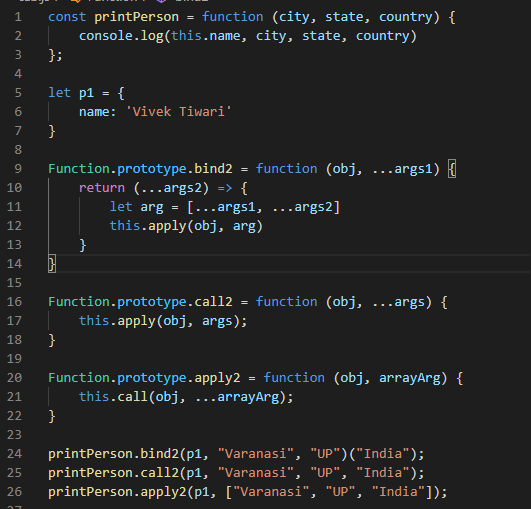 1 const printPerson = function (city, state, country) {
2     console.log(this.name, city, state, country)
3 };
4
5 let p1 = {
6     name: 'Vivek Tiwari'
7 }
8
9 Function.prototype.bind2 = function (obj, ...args1) {
10     return (...args2) => {
11         let arg = [...args1, ...args2]
12         this.apply(obj, arg)
13     }
14 }
15
16 Function.prototype.call2 = function (obj, ...args) {
17     this.apply(obj, args);
18 }
19
20 Function.prototype.apply2 = function (obj, arrayArg) {
21     this.call(obj, ...arrayArg);
22 }
23
24 printPerson.bind2(p1, "Varanasi", "UP")("India");
25 printPerson.call2(p1, "Varanasi", "UP", "India");
26 printPerson.apply2(p1, ["Varanasi", "UP", "India"]);